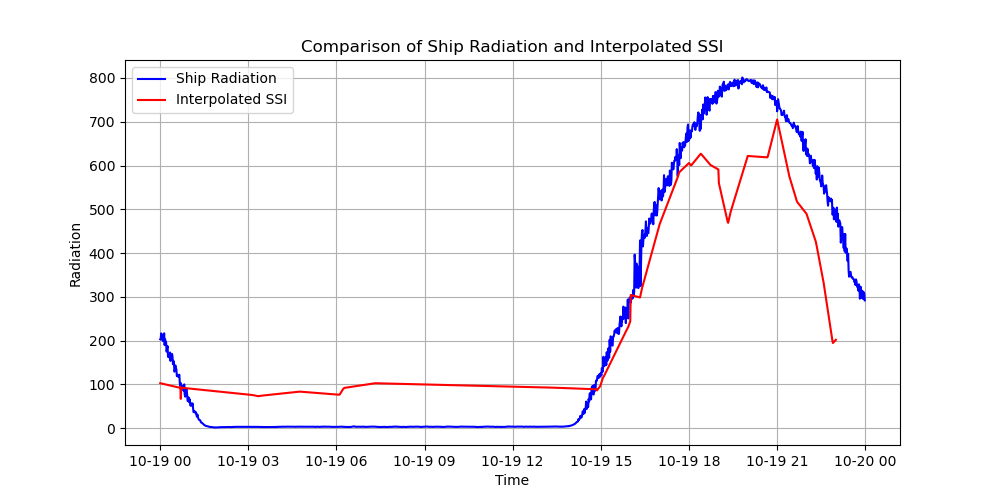 Comparison of Ship Radiation and Interpolated SSI
Ship Radiation
Interpolated SSI
800
700
600
500
400
300
200
100
0
Radiation
10-19 00 10-19 03 10-19 06 10-19 09 10-19 12 10-19 15 10-19 18 10-19 21 10-20 00
Time